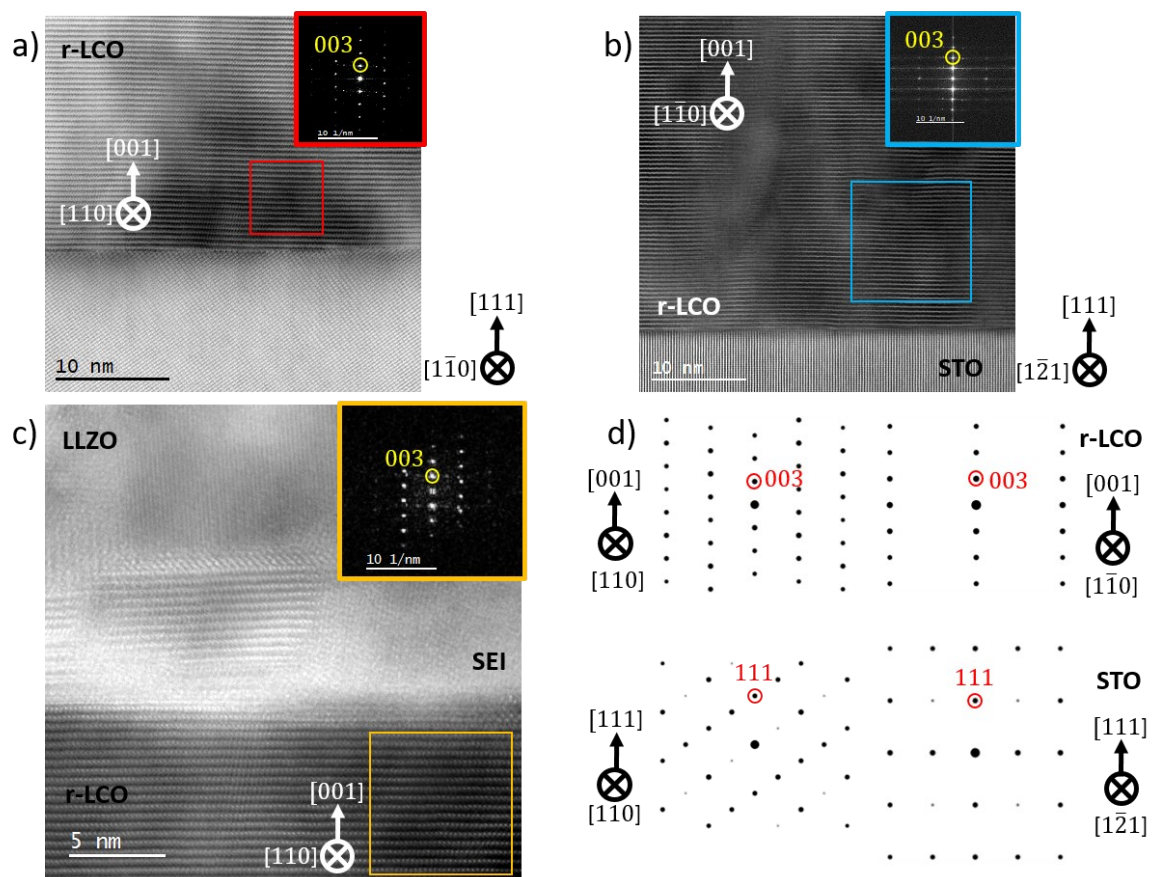 a)
r-LCO
003
10 1/nm
[001]
[110]
10 nm
[111]
[11̅0]
b)
[001]
[11̅0]
003
10 1/nm
r-LCO
10 nm
STO
[111]
[12̅1]
c)
LLZO
003
10 1/nm
SEI
r-LCO
[001]
[110]
5 nm
d)
r-LCO
[001]
003
[110]
003
[001]
[11̅0]
STO
[111]
111
[110]
111
[111]
[12̅1]